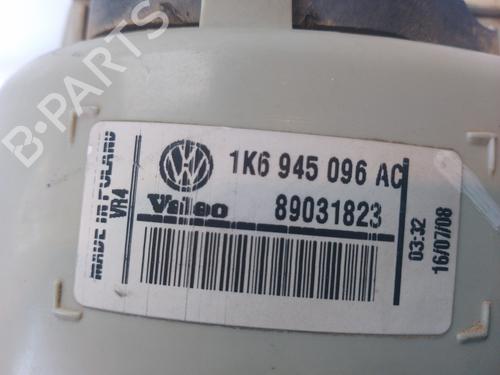 B-PARTS
MADE IN POLAND
VR4
1K6 945 096 AC
Valeo 89031823
03:32
16/07/08